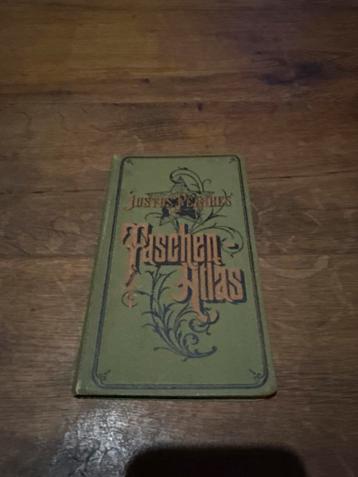 JUSTUS PERTHES'
Taschen
Atlas